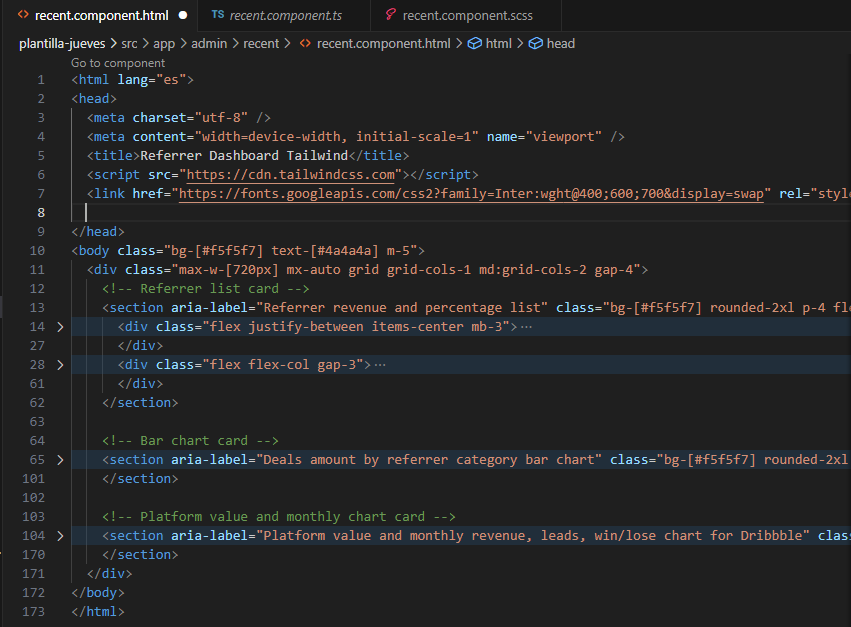 recent.component.html ● TS recent.component.ts recent.component.scss
plantilla-jueves > src > app > admin > recent > recent.component.html > html > head
Go to component
1 <html lang="es">
2 <head>
3 <meta charset="utf-8" />
4 <meta content="width=device-width, initial-scale=1" name="viewport" />
5 <title>Referrer Dashboard Tailwind</title>
6 <script src="https://cdn.tailwindcss.com"></script>
7 <link href="https://fonts.googleapis.com/css2?family=Inter:wght@400;600;700&display=swap" rel="style
8
9 </head>
10 <body class="bg-[#f5f5f7] text-[#4a4a4a] m-5">
11 <div class="max-w-[720px] mx-auto grid grid-cols-1 md:grid-cols-2 gap-4">
12 <!-- Referrer list card -->
13 <section aria-label="Referrer revenue and percentage list" class="bg-[#f5f5f7] rounded-2xl p-4 fle
14 > <div class="flex justify-between items-center mb-3">···
27 </div>
28 > <div class="flex flex-col gap-3">···
61 </div>
62 </section>
63
64 <!-- Bar chart card -->
65 > <section aria-label="Deals amount by referrer category bar chart" class="bg-[#f5f5f7] rounded-2xl
101 </section>
102
103 <!-- Platform value and monthly chart card -->
104 > <section aria-label="Platform value and monthly revenue, leads, win/lose chart for Dribbble" clas
170 </section>
171 </div>
172 </body>
173 </html>